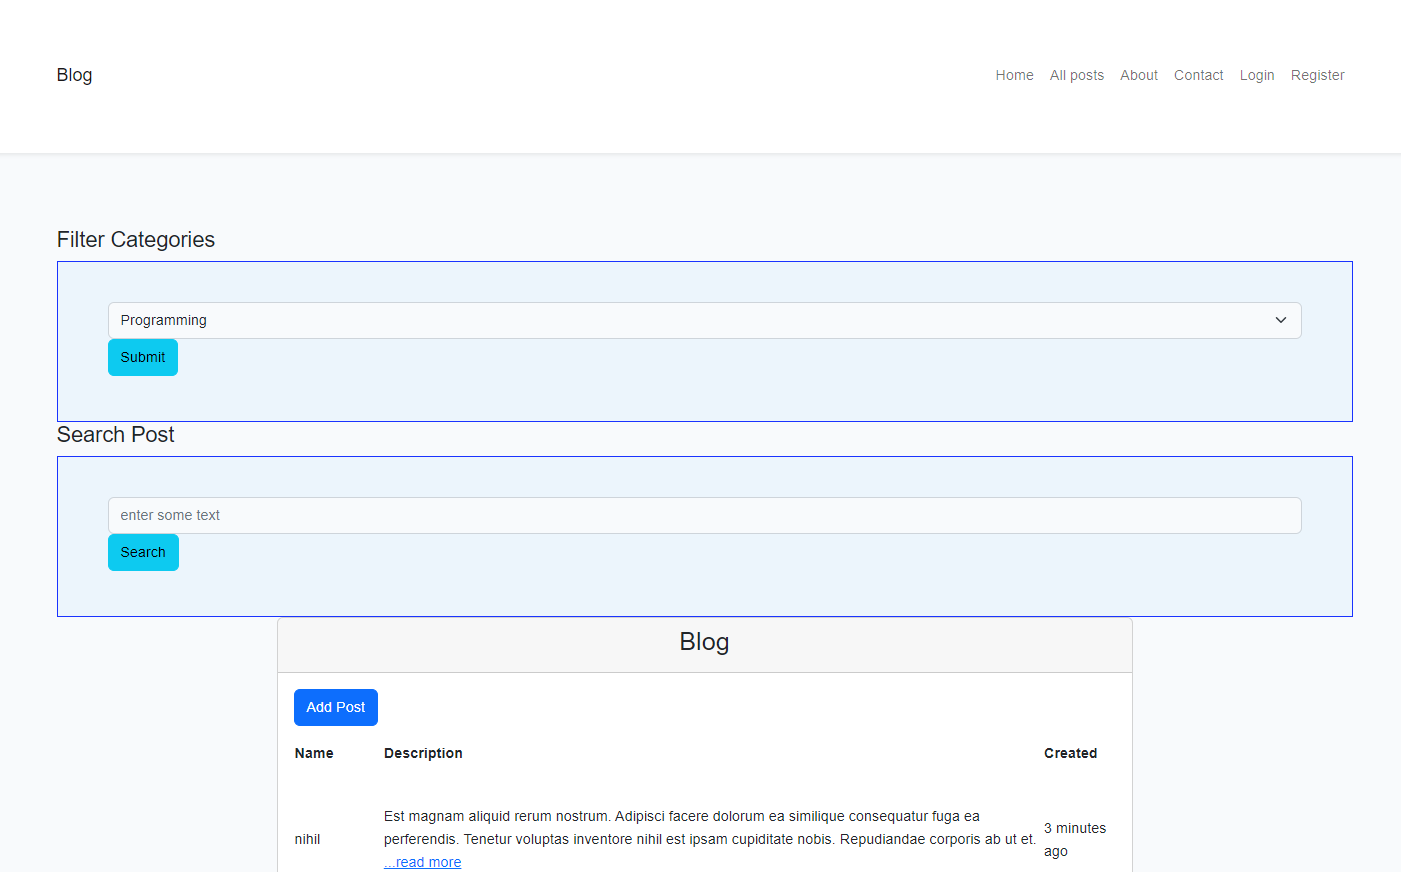 Blog
Home All posts About Contact Login Register
Filter Categories
Programming
Submit
Search Post
enter some text
Search
Blog
Add Post
Name Description Created
Est magnam aliquid rerum nostrum. Adipisci facere dolorum ea similique consequatur fuga ea
nihil perferendis. Tenetur voluptas inventore nihil est ipsam cupiditate nobis. Repudiandae corporis ab ut et.
...read more
3 minutes
ago